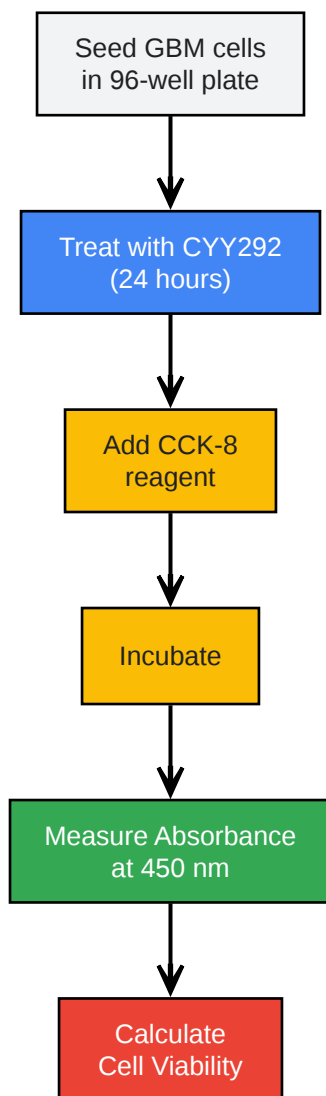 Seed GBM cells
in 96-well plate
Treat with CYY292
(24 hours)
Add CCK-8
reagent
Incubate
Measure Absorbance
at 450 nm
Calculate
Cell Viability